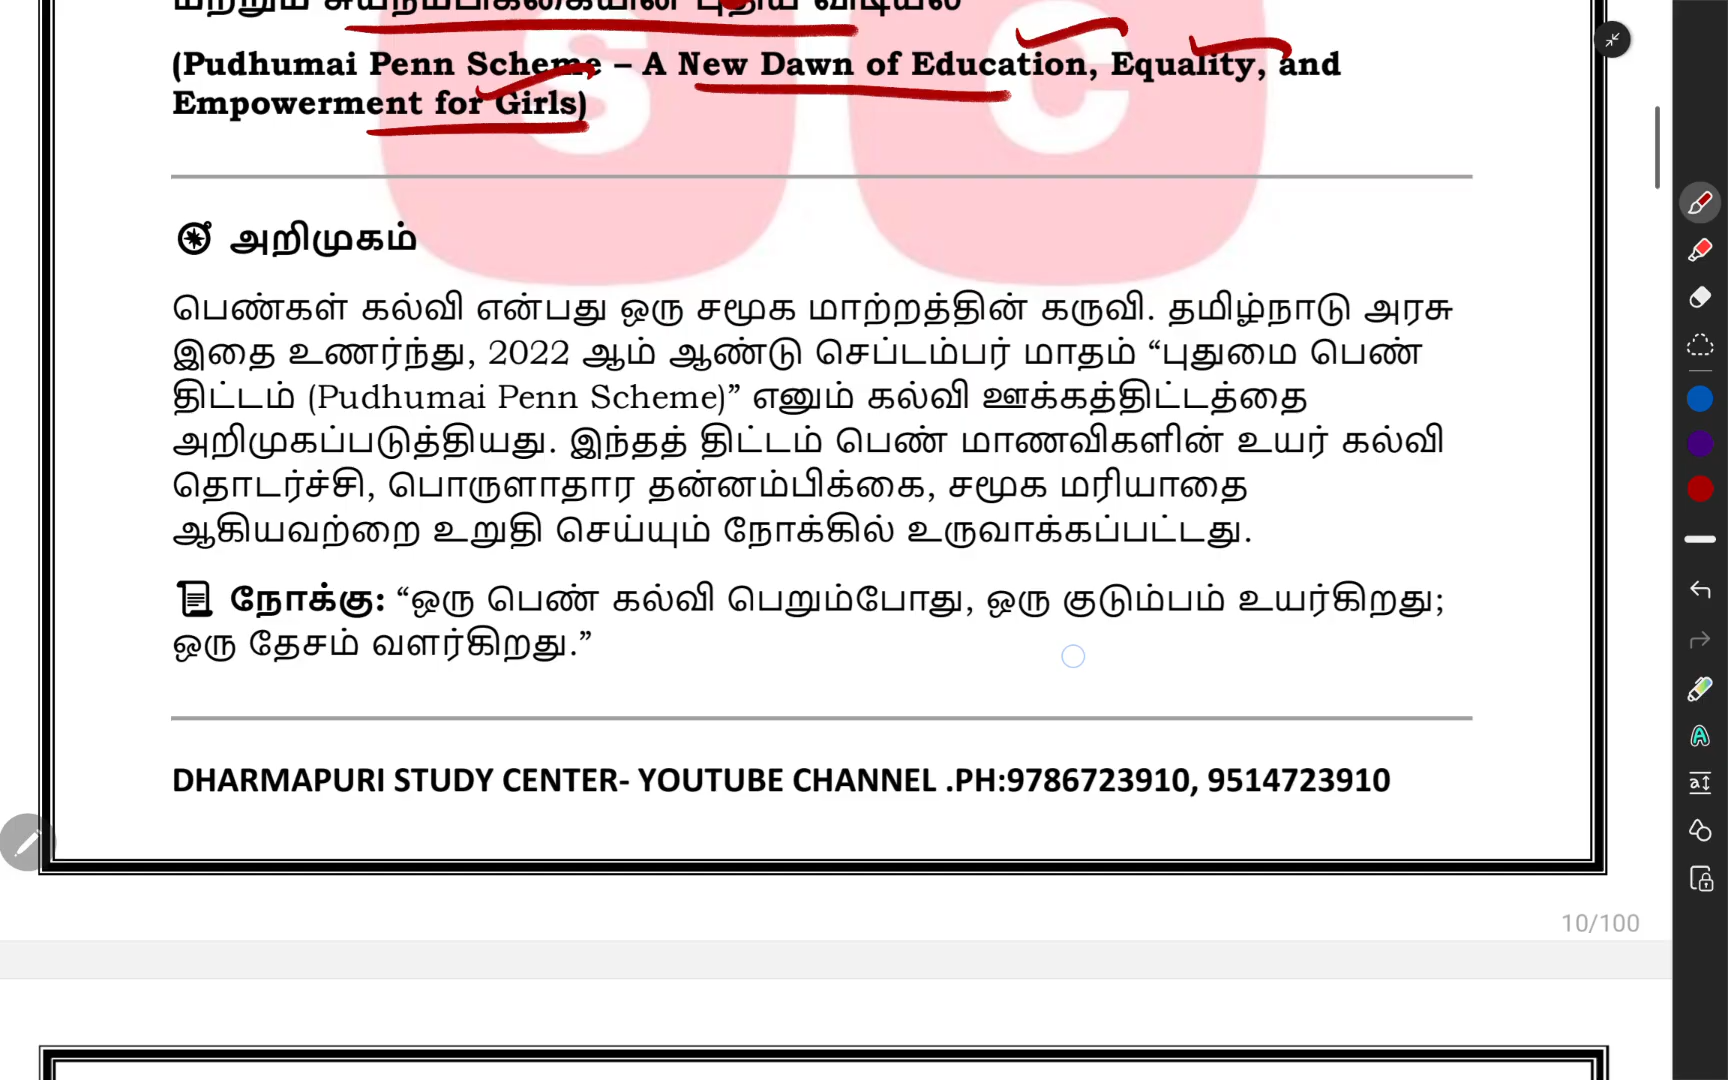 மற்றும் சுயநம்பிக்கையின் புதிய விடியல்
(Pudhumai Penn Scheme – A New Dawn of Education, Equality, and
Empowerment for Girls)
s c
அறிமுகம்
பெண்கள் கல்வி என்பது ஒரு சமூக மாற்றத்தின் கருவி. தமிழ்நாடு அரசு
இதை உணர்ந்து, 2022 ஆம் ஆண்டு செப்டம்பர் மாதம் “புதுமை பெண்
திட்டம் (Pudhumai Penn Scheme)” எனும் கல்வி ஊக்கத்திட்டத்தை
அறிமுகப்படுத்தியது. இந்தத் திட்டம் பெண் மாணவிகளின் உயர் கல்வி
தொடர்ச்சி, பொருளாதார தன்னம்பிக்கை, சமூக மரியாதை
ஆகியவற்றை உறுதி செய்யும் நோக்கில் உருவாக்கப்பட்டது.
நோக்கு: “ஒரு பெண் கல்வி பெறும்போது, ஒரு குடும்பம் உயர்கிறது;
ஒரு தேசம் வளர்கிறது.”
DHARMAPURI STUDY CENTER- YOUTUBE CHANNEL .PH:9786723910, 9514723910
10/100